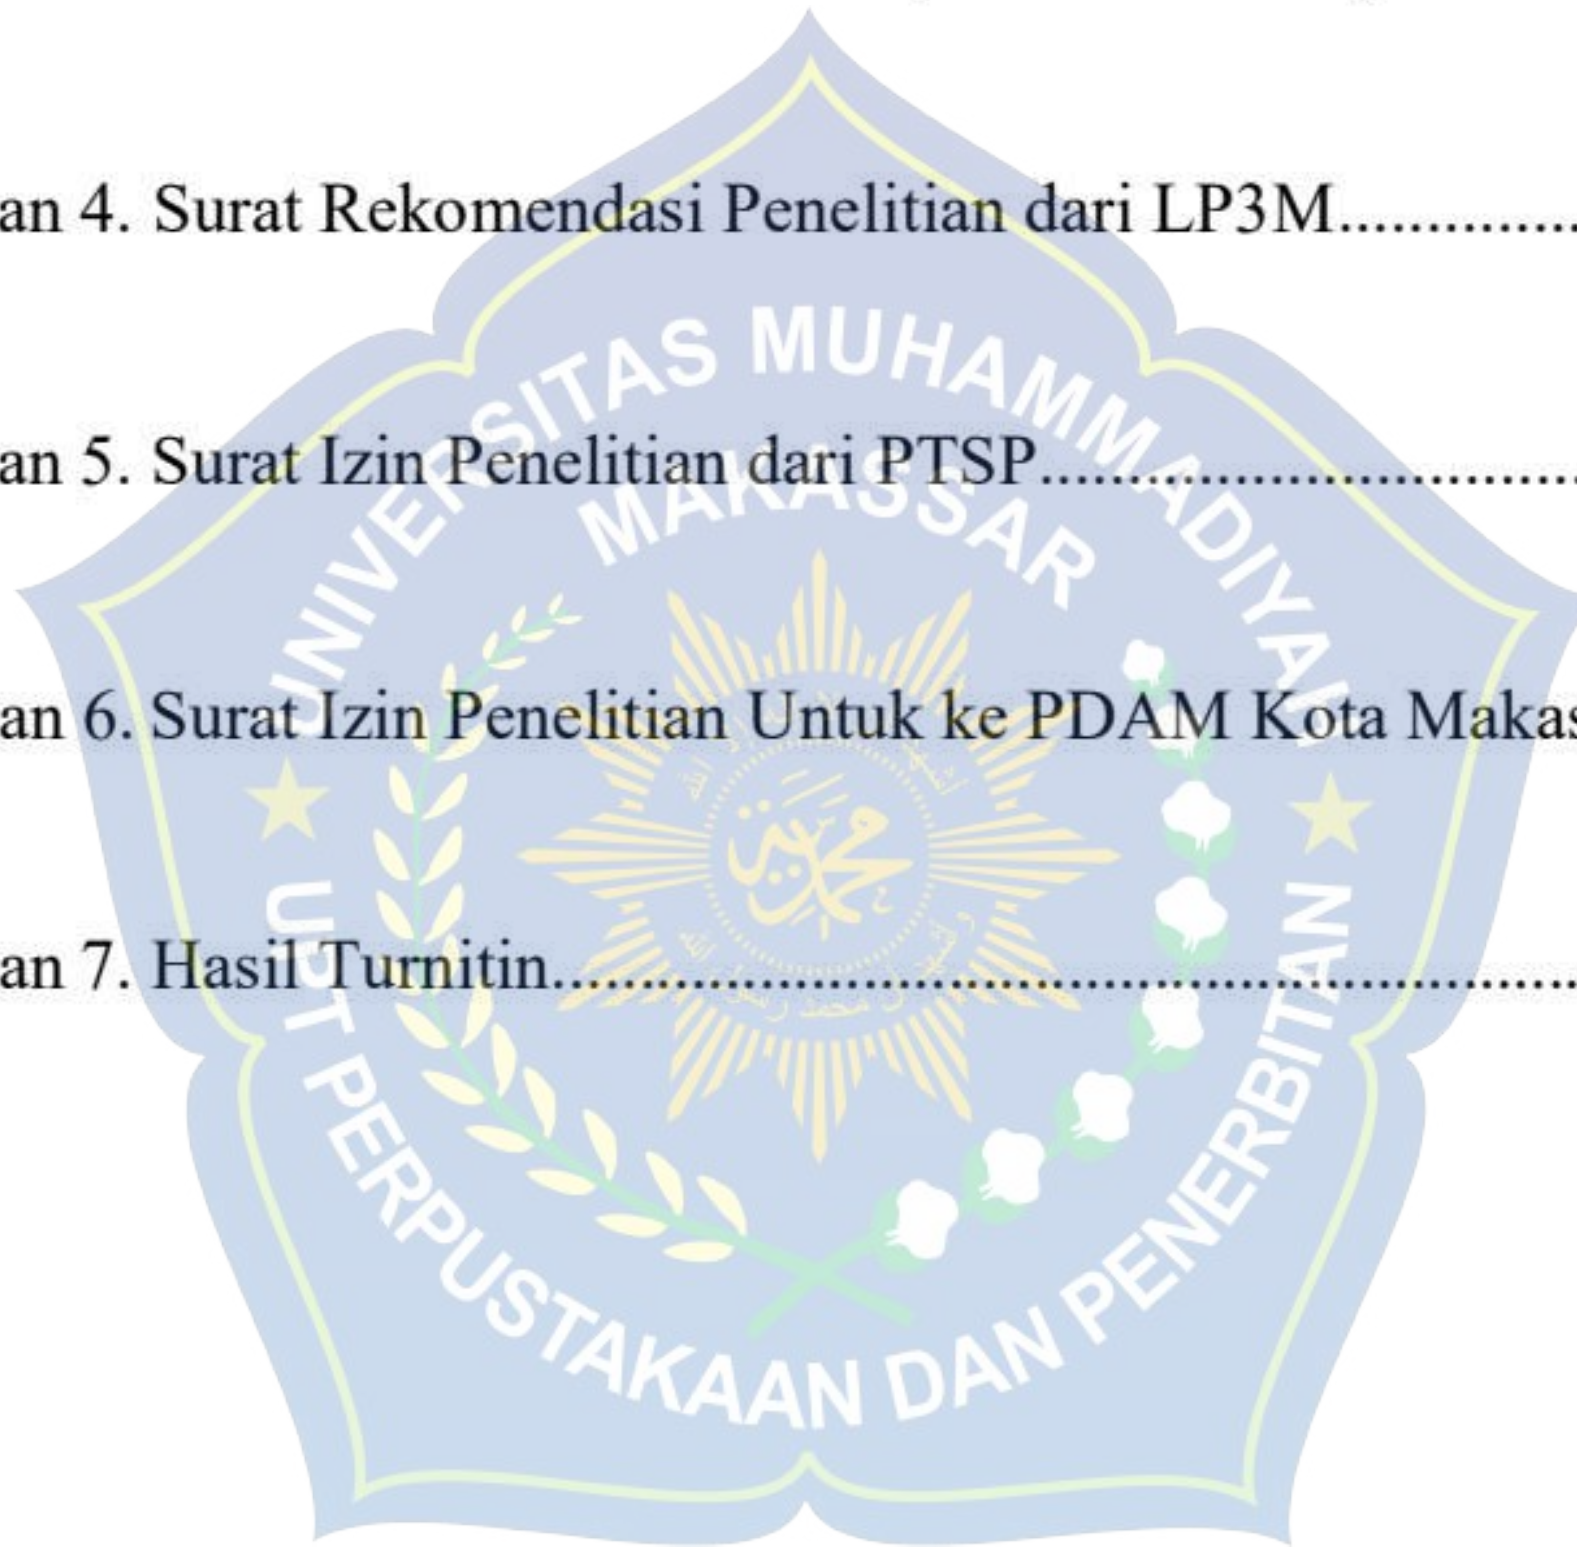 an 4. Surat Rekomendasi Penelitian dari LP3M..............
an 5. Surat Izin Penelitian dari PTSP...............................
an 6. Surat Izin Penelitian Untuk ke PDAM Kota Makas
an 7. Hasil Turnitin...........................................................
UNIVERSITAS MUHAMMADIYAH
MAKASSAR
محمدية
UPT PERPUSTAKAAN DAN PENERBITAN